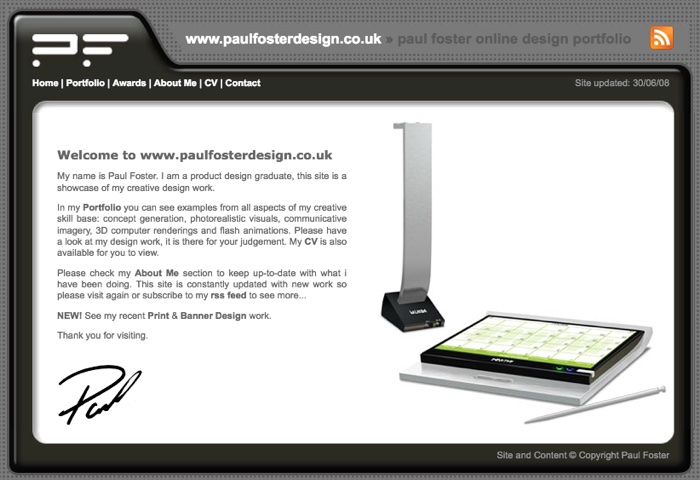 PF
www.paulfosterdesign.co.uk » paul foster online design portfolio
Home | Portfolio | Awards | About Me | CV | Contact
Site updated: 30/06/08
Welcome to www.paulfosterdesign.co.uk
My name is Paul Foster. I am a product design graduate, this site is a
showcase of my creative design work.
In my Portfolio you can see examples from all aspects of my creative
skill base: concept generation, photorealistic visuals, communicative
imagery, 3D computer renderings and flash animations. Please have
a look at my design work, it is there for your judgement. My CV is also
available for you to view.
Please check my About Me section to keep up-to-date with what i
have been doing. This site is constantly updated with new work so
please visit again or subscribe to my rss feed to see more...
NEW! See my recent Print & Banner Design work.
Thank you for visiting.
Paul
Site and Content © Copyright Paul Foster